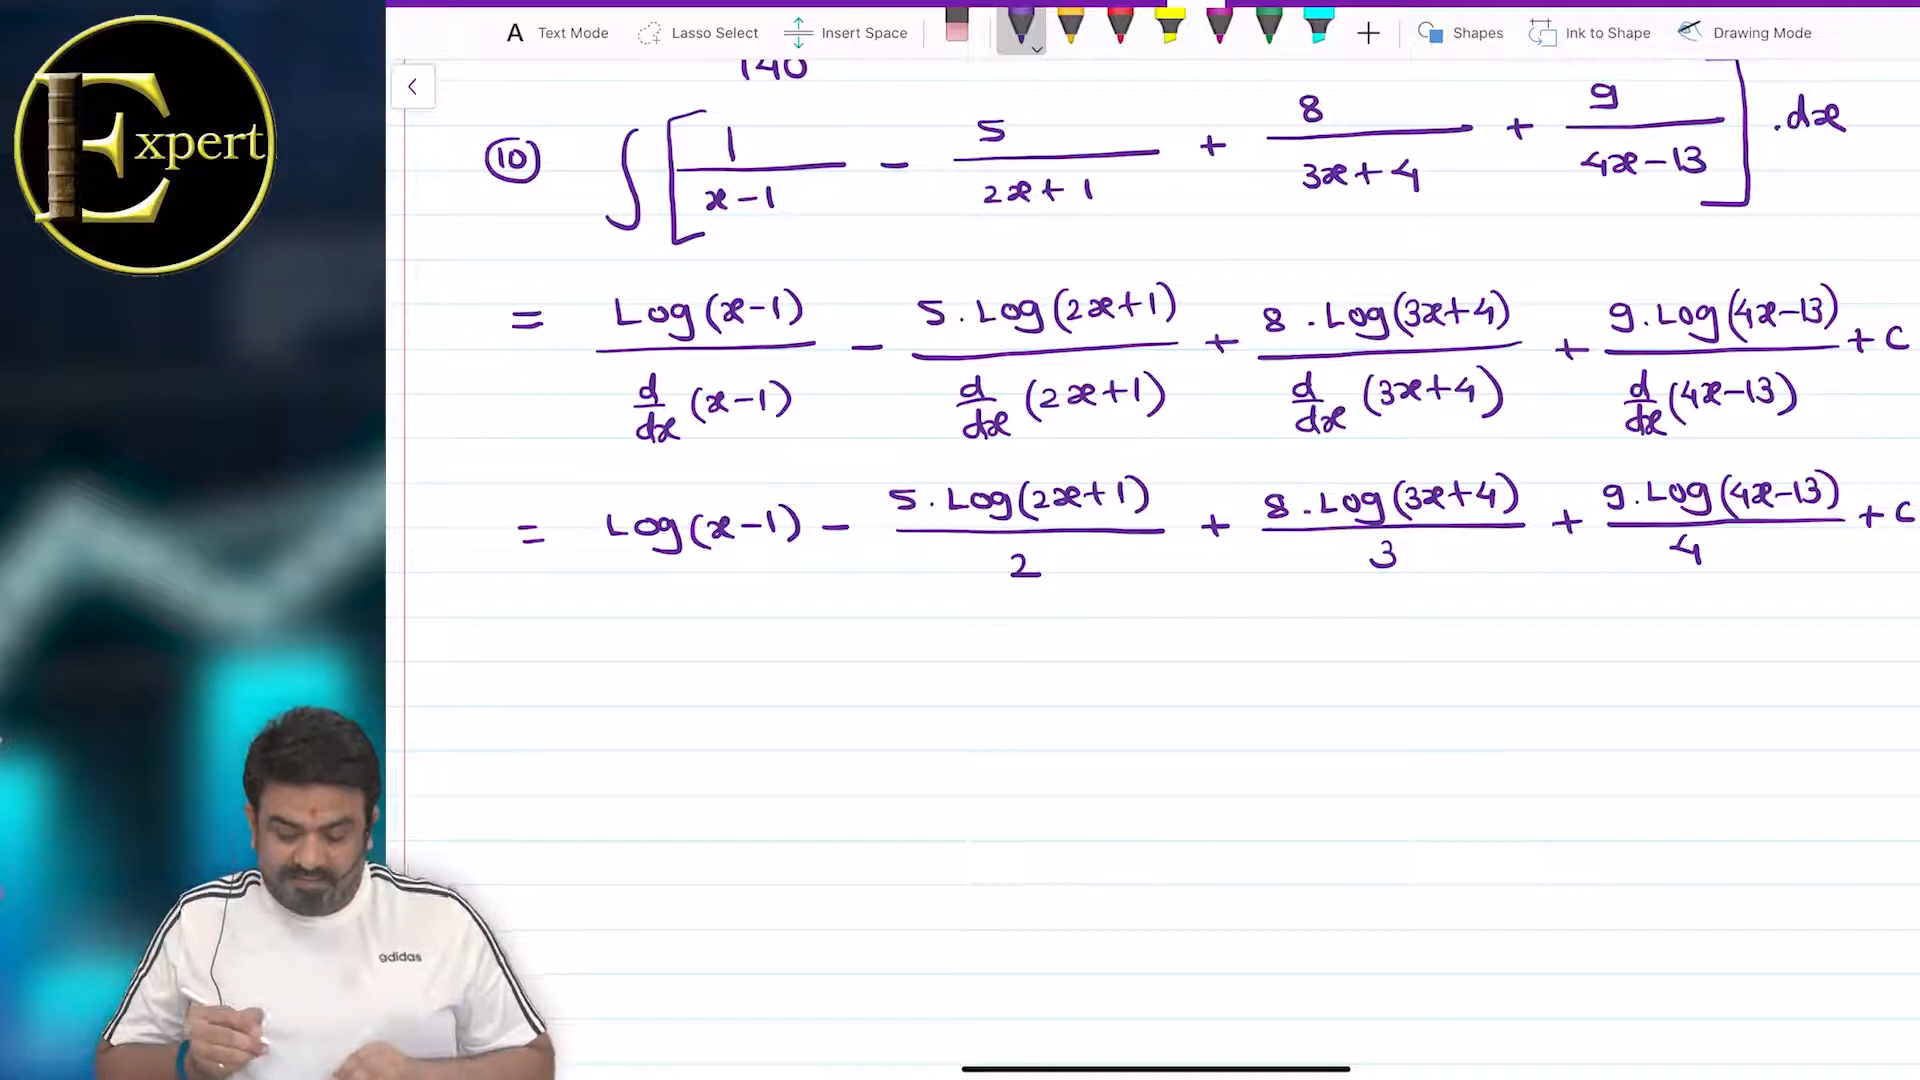 Expert
A Text Mode Lasso Select Insert Space Shapes Ink to Shape Drawing Mode
140
(10) ∫ [ 1/(x-1) - 5/(2x+1) + 8/(3x+4) + 9/(4x-13) ] . dx
= Log(x-1) / d/dx (x-1) - 5.Log(2x+1) / d/dx (2x+1) + 8.Log(3x+4) / d/dx (3x+4) + 9.Log(4x-13) / d/dx (4x-13) + c
= Log(x-1) - 5.Log(2x+1) / 2 + 8.Log(3x+4) / 3 + 9.Log(4x-13) / 4 + c
adidas